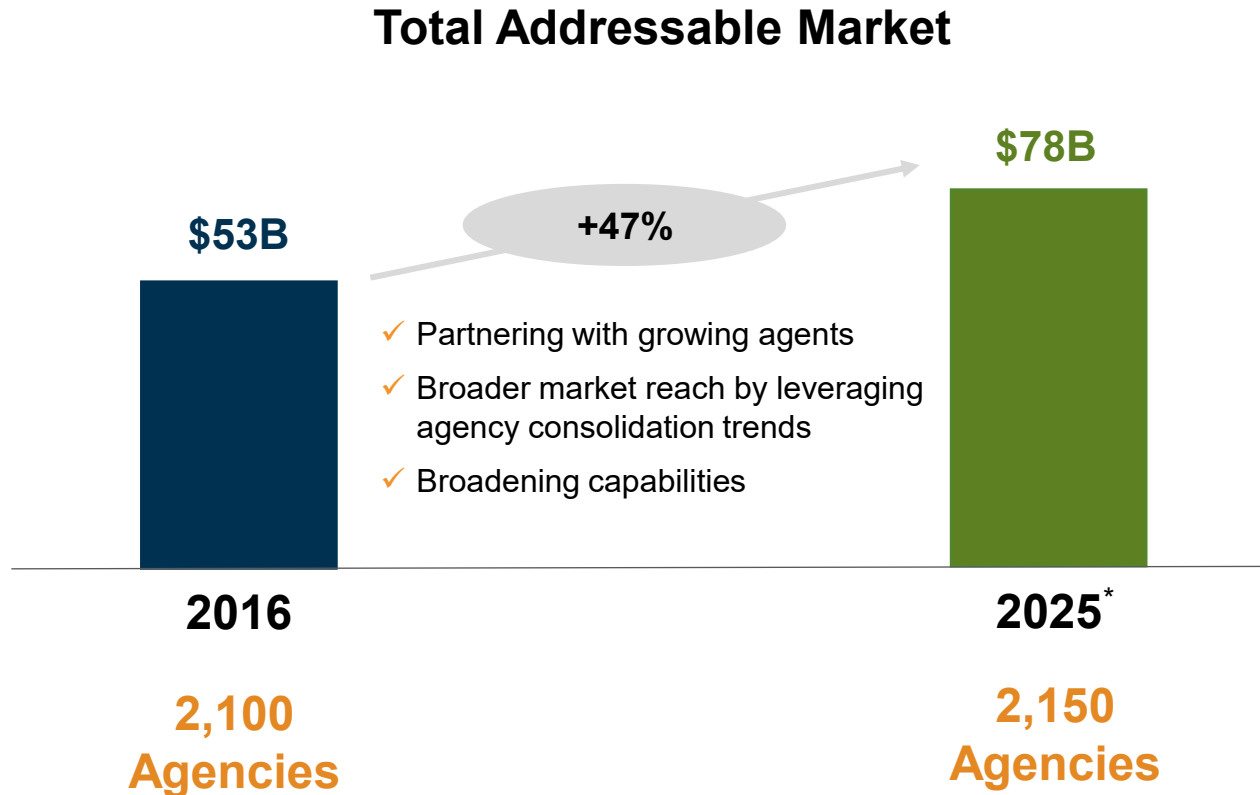 Total Addressable Market
$78B
$53B
+47%
✓ Partnering with growing agents
✓ Broader market reach by leveraging
agency consolidation trends
✓ Broadening capabilities
2016
2025*
2,100
Agencies
2,150
Agencies